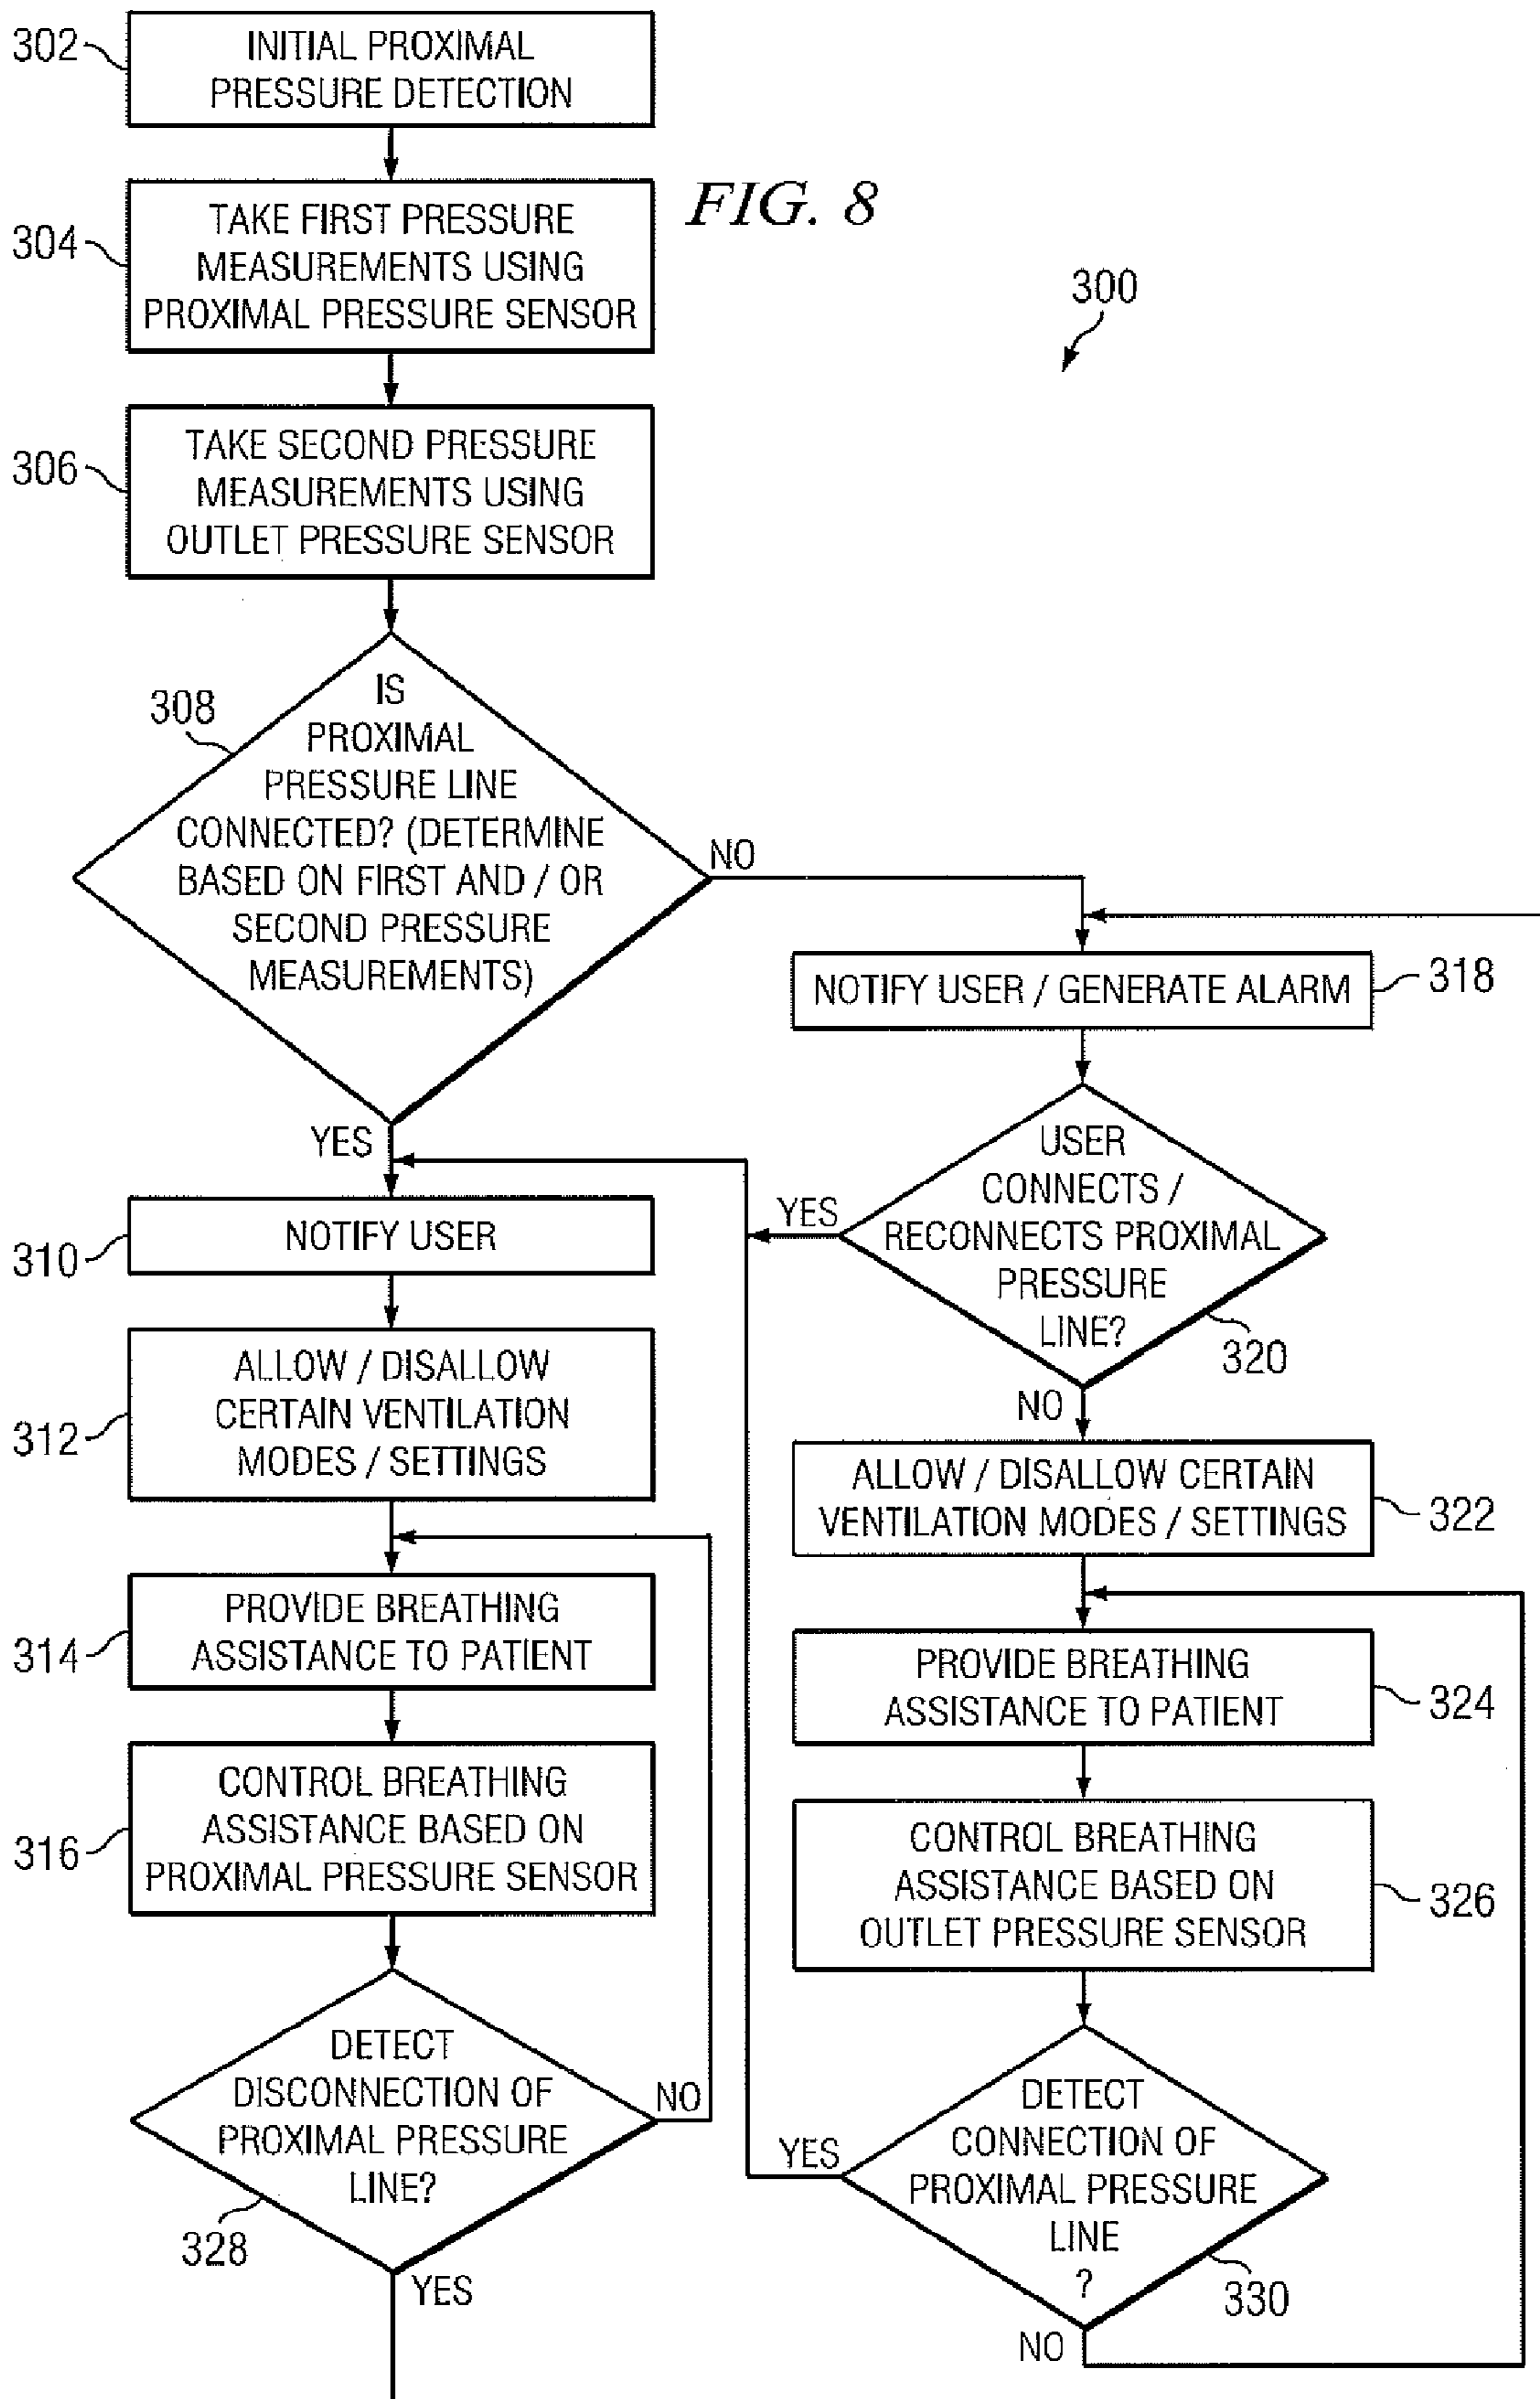 302
INITIAL PROXIMAL
PRESSURE DETECTION
FIG. 8
300
304
TAKE FIRST PRESSURE
MEASUREMENTS USING
PROXIMAL PRESSURE SENSOR
306
TAKE SECOND PRESSURE
MEASUREMENTS USING
OUTLET PRESSURE SENSOR
308
IS
PROXIMAL
PRESSURE LINE
CONNECTED? (DETERMINE
BASED ON FIRST AND / OR
SECOND PRESSURE
MEASUREMENTS)
NO
YES
310
NOTIFY USER
312
ALLOW / DISALLOW
CERTAIN VENTILATION
MODES / SETTINGS
314
PROVIDE BREATHING
ASSISTANCE TO PATIENT
316
CONTROL BREATHING
ASSISTANCE BASED ON
PROXIMAL PRESSURE SENSOR
DETECT
DISCONNECTION OF
PROXIMAL PRESSURE
LINE?
328
NO
YES
NOTIFY USER / GENERATE ALARM
318
USER
CONNECTS /
RECONNECTS PROXIMAL
PRESSURE
LINE?
320
YES
NO
ALLOW / DISALLOW CERTAIN
VENTILATION MODES / SETTINGS
322
PROVIDE BREATHING
ASSISTANCE TO PATIENT
324
CONTROL BREATHING
ASSISTANCE BASED ON
OUTLET PRESSURE SENSOR
326
DETECT
CONNECTION OF
PROXIMAL PRESSURE
LINE
?
330
YES
NO